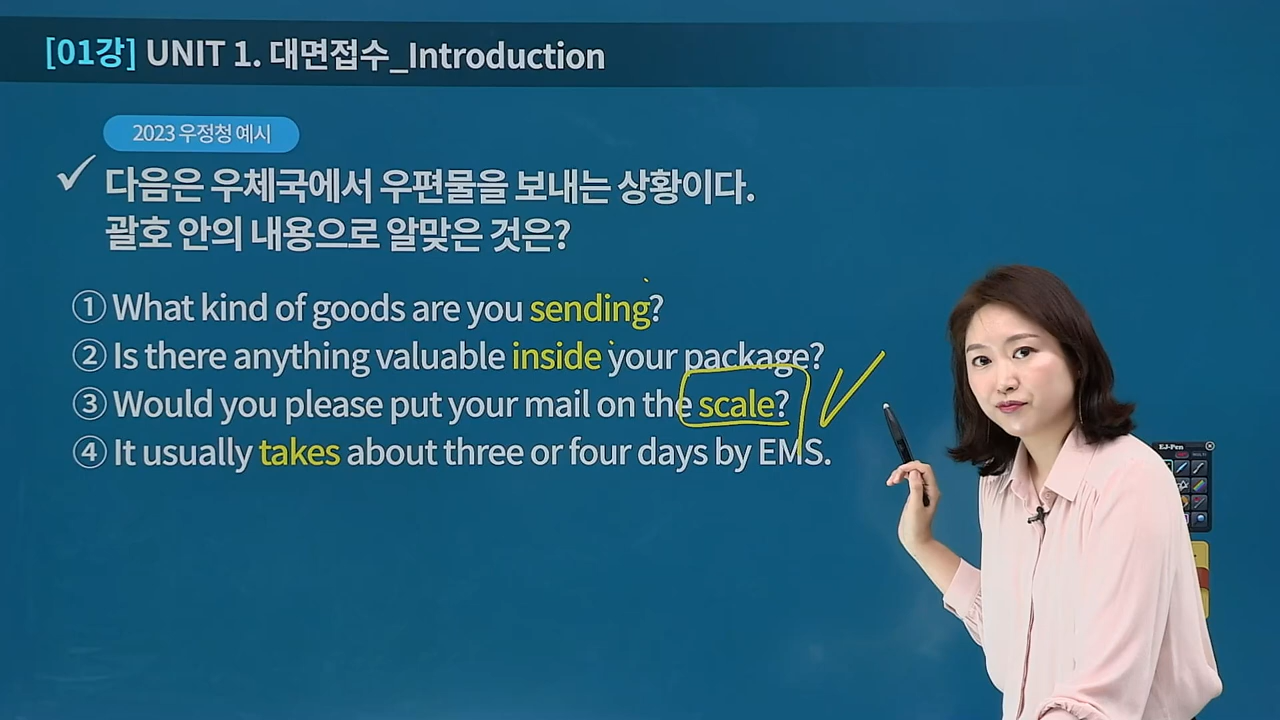 [01강] UNIT 1. 대면접수_Introduction
2023 우정청 예시
다음은 우체국에서 우편물을 보내는 상황이다.
괄호 안의 내용으로 알맞은 것은?
① What kind of goods are you sending?
② Is there anything valuable inside your package?
③ Would you please put your mail on the scale?
④ It usually takes about three or four days by EMS.
EJ-Pen